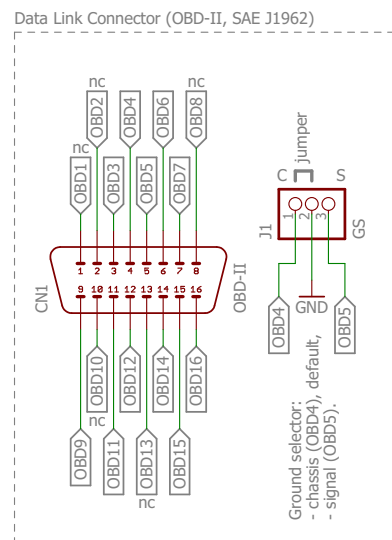 Data Link Connector (OBD-II, SAE J1962)
nc
nc
OBD2
OBD4
OBD6
OBD8
nc
OBD1
OBD3
OBD5
OBD7
1 2 3 4 5 6 7 8
9 10 11 12 13 14 15 16
CN1
OBD-II
OBD10
OBD12
OBD14
OBD16
nc
OBD9
OBD11
OBD13
OBD15
nc
jumper
C
S
1
2
3
J1
GS
OBD4
GND
OBD5
Ground selector:
- chassis (OBD4), default,
- signal (OBD5).